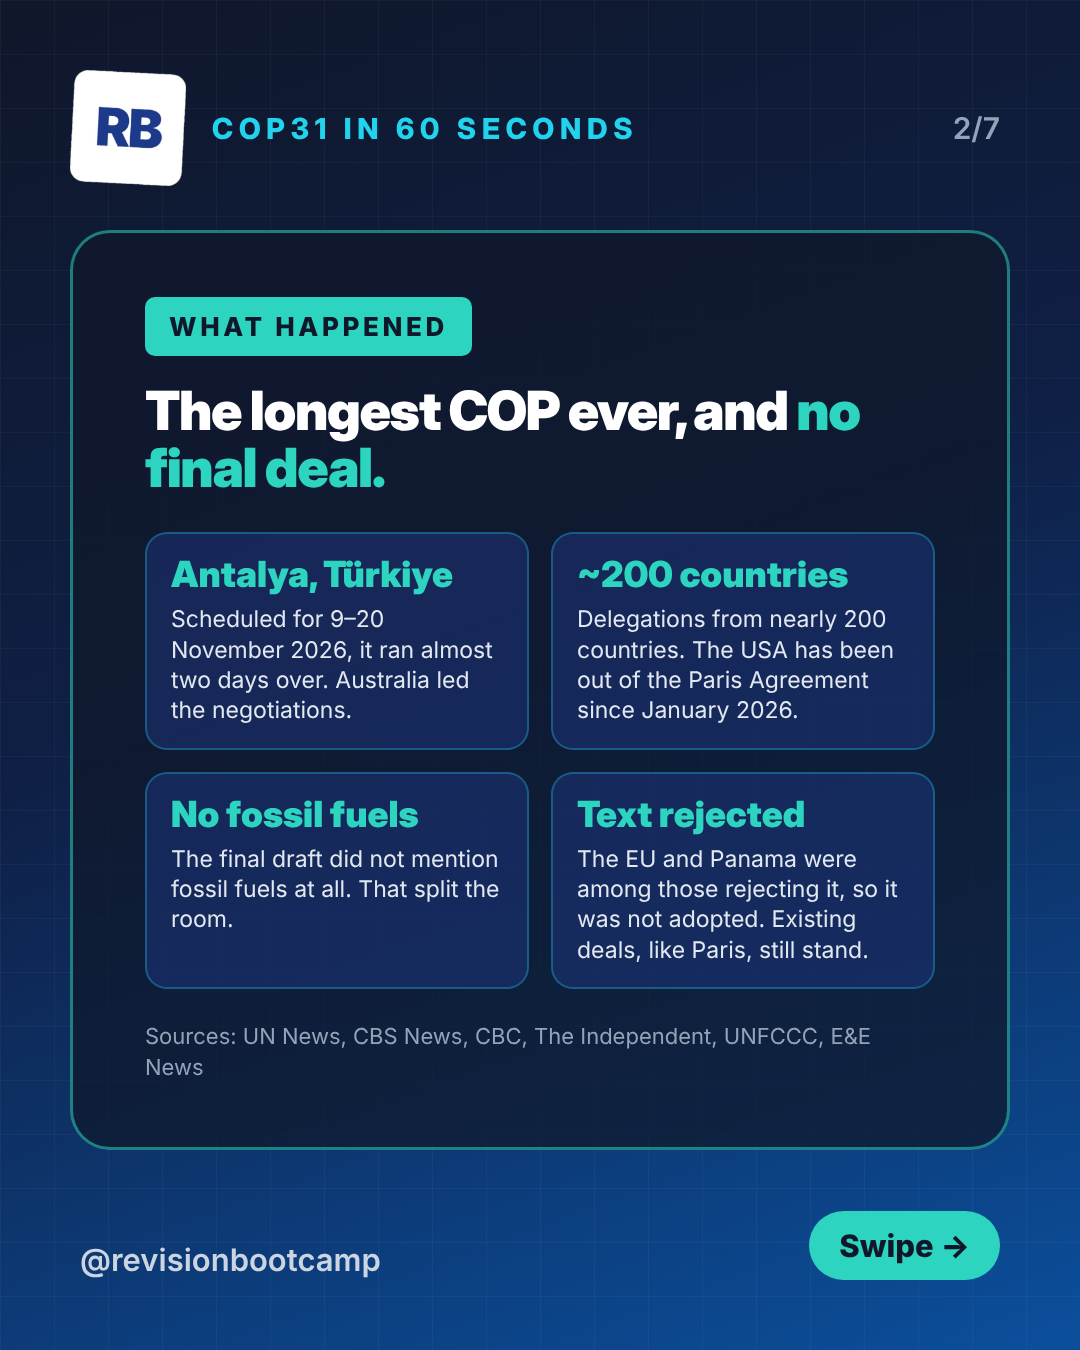 RB
COP31 IN 60 SECONDS
2/7
WHAT HAPPENED
The longest COP ever, and no
final deal.
Antalya, Türkiye
Scheduled for 9–20
November 2026, it ran almost
two days over. Australia led
the negotiations.
~200 countries
Delegations from nearly 200
countries. The USA has been
out of the Paris Agreement
since January 2026.
No fossil fuels
The final draft did not mention
fossil fuels at all. That split the
room.
Text rejected
The EU and Panama were
among those rejecting it, so it
was not adopted. Existing
deals, like Paris, still stand.
Sources: UN News, CBS News, CBC, The Independent, UNFCCC, E&E
News
@revisionbootcamp
Swipe →